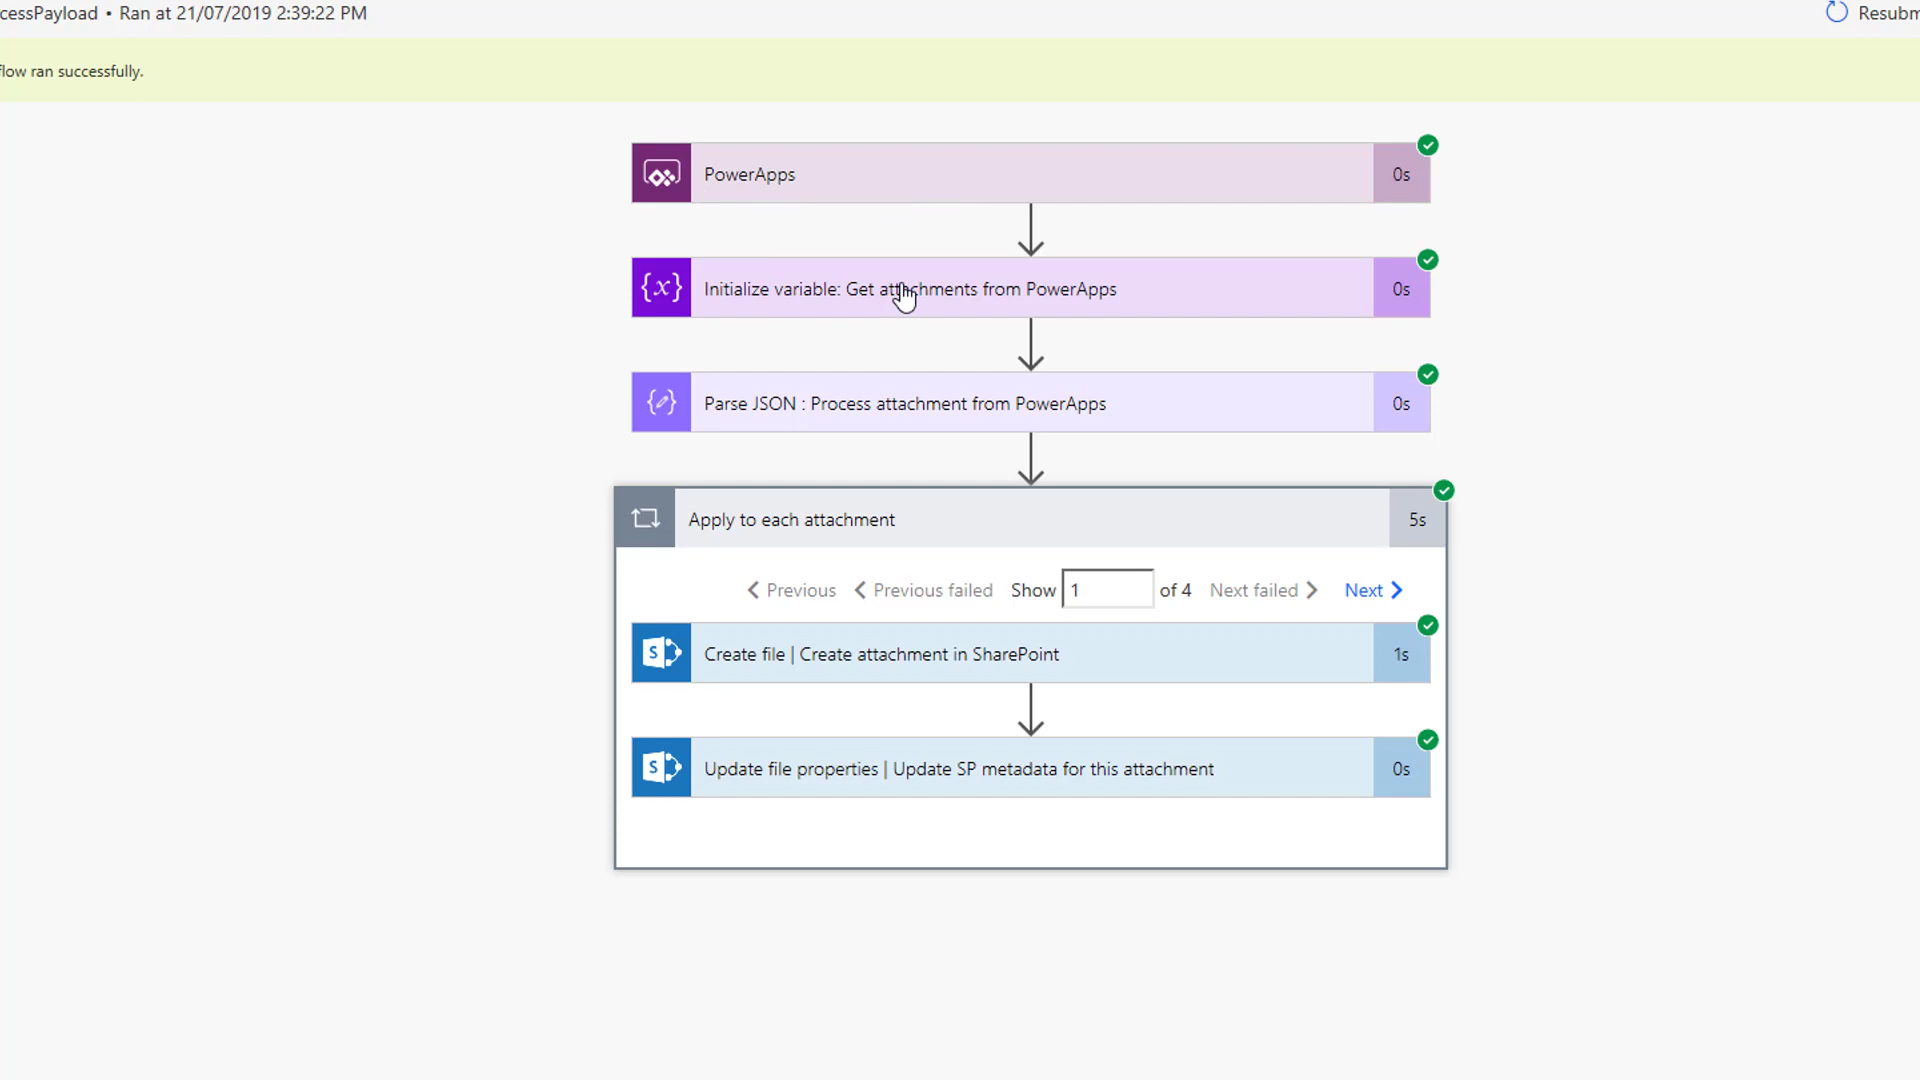 cessPayload • Ran at 21/07/2019 2:39:22 PM
Resubm
flow ran successfully.
PowerApps
0s
Initialize variable: Get attachments from PowerApps
0s
Parse JSON : Process attachment from PowerApps
0s
Apply to each attachment
5s
Previous Previous failed Show 1 of 4 Next failed Next
Create file | Create attachment in SharePoint
1s
Update file properties | Update SP metadata for this attachment
0s